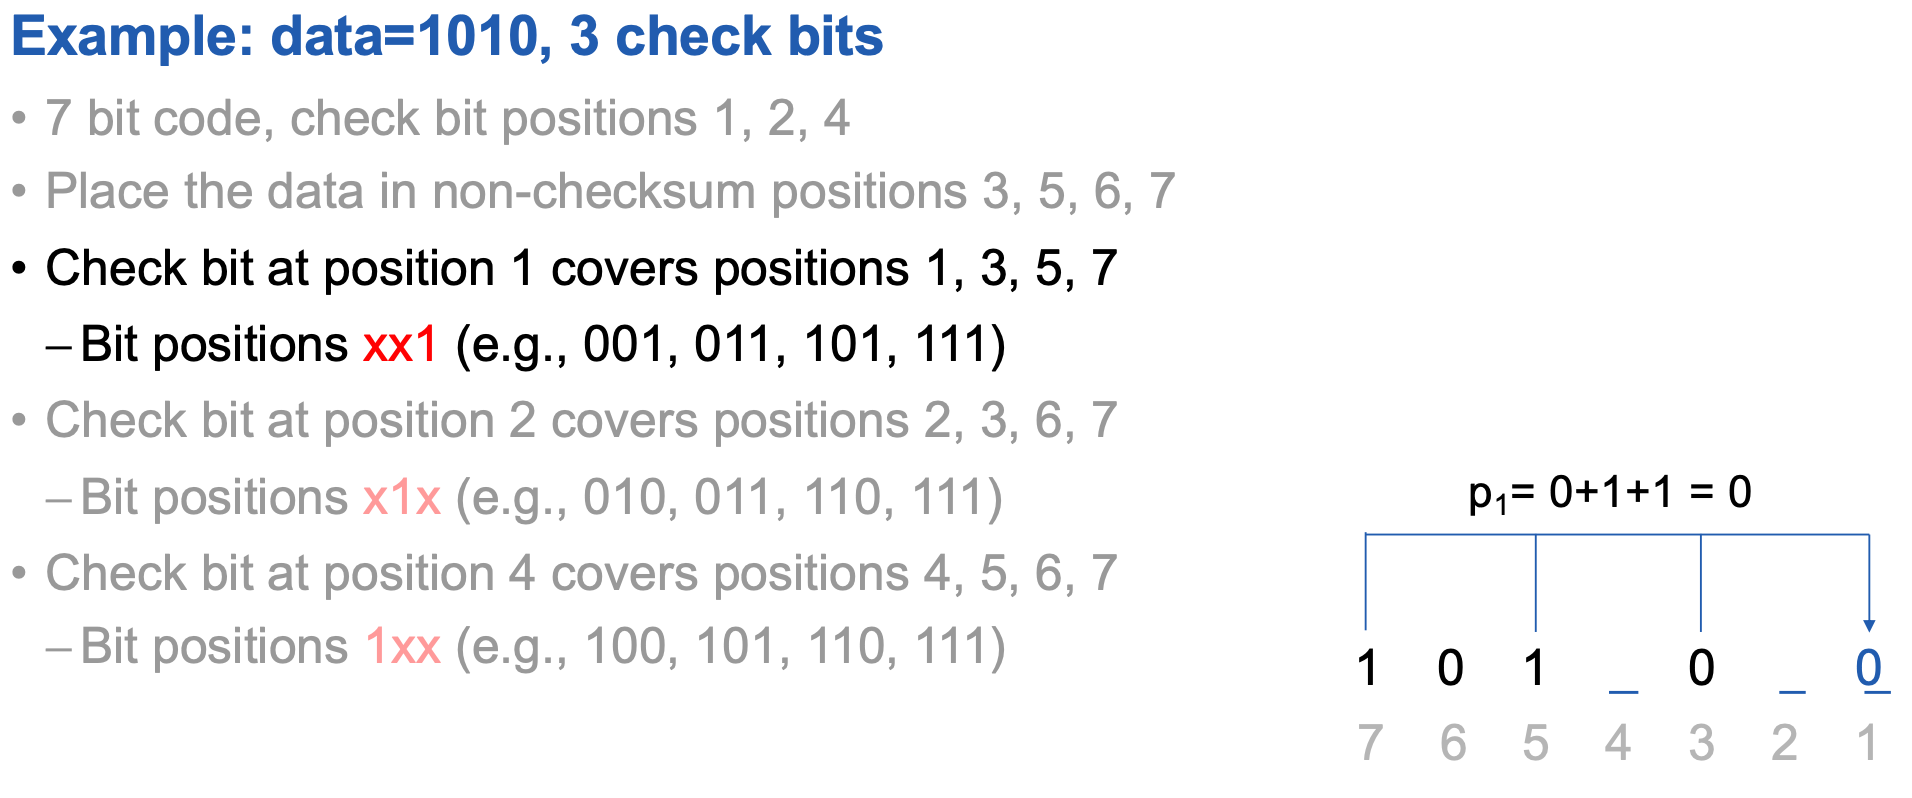 Example: data=1010, 3 check bits
• 7 bit code, check bit positions 1, 2, 4
• Place the data in non-checksum positions 3, 5, 6, 7
• Check bit at position 1 covers positions 1, 3, 5, 7
– Bit positions xx1 (e.g., 001, 011, 101, 111)
• Check bit at position 2 covers positions 2, 3, 6, 7
– Bit positions x1x (e.g., 010, 011, 110, 111)
• Check bit at position 4 covers positions 4, 5, 6, 7
– Bit positions 1xx (e.g., 100, 101, 110, 111)
p₁= 0+1+1 = 0
1 0 1 _ 0 _ 0
7 6 5 4 3 2 1